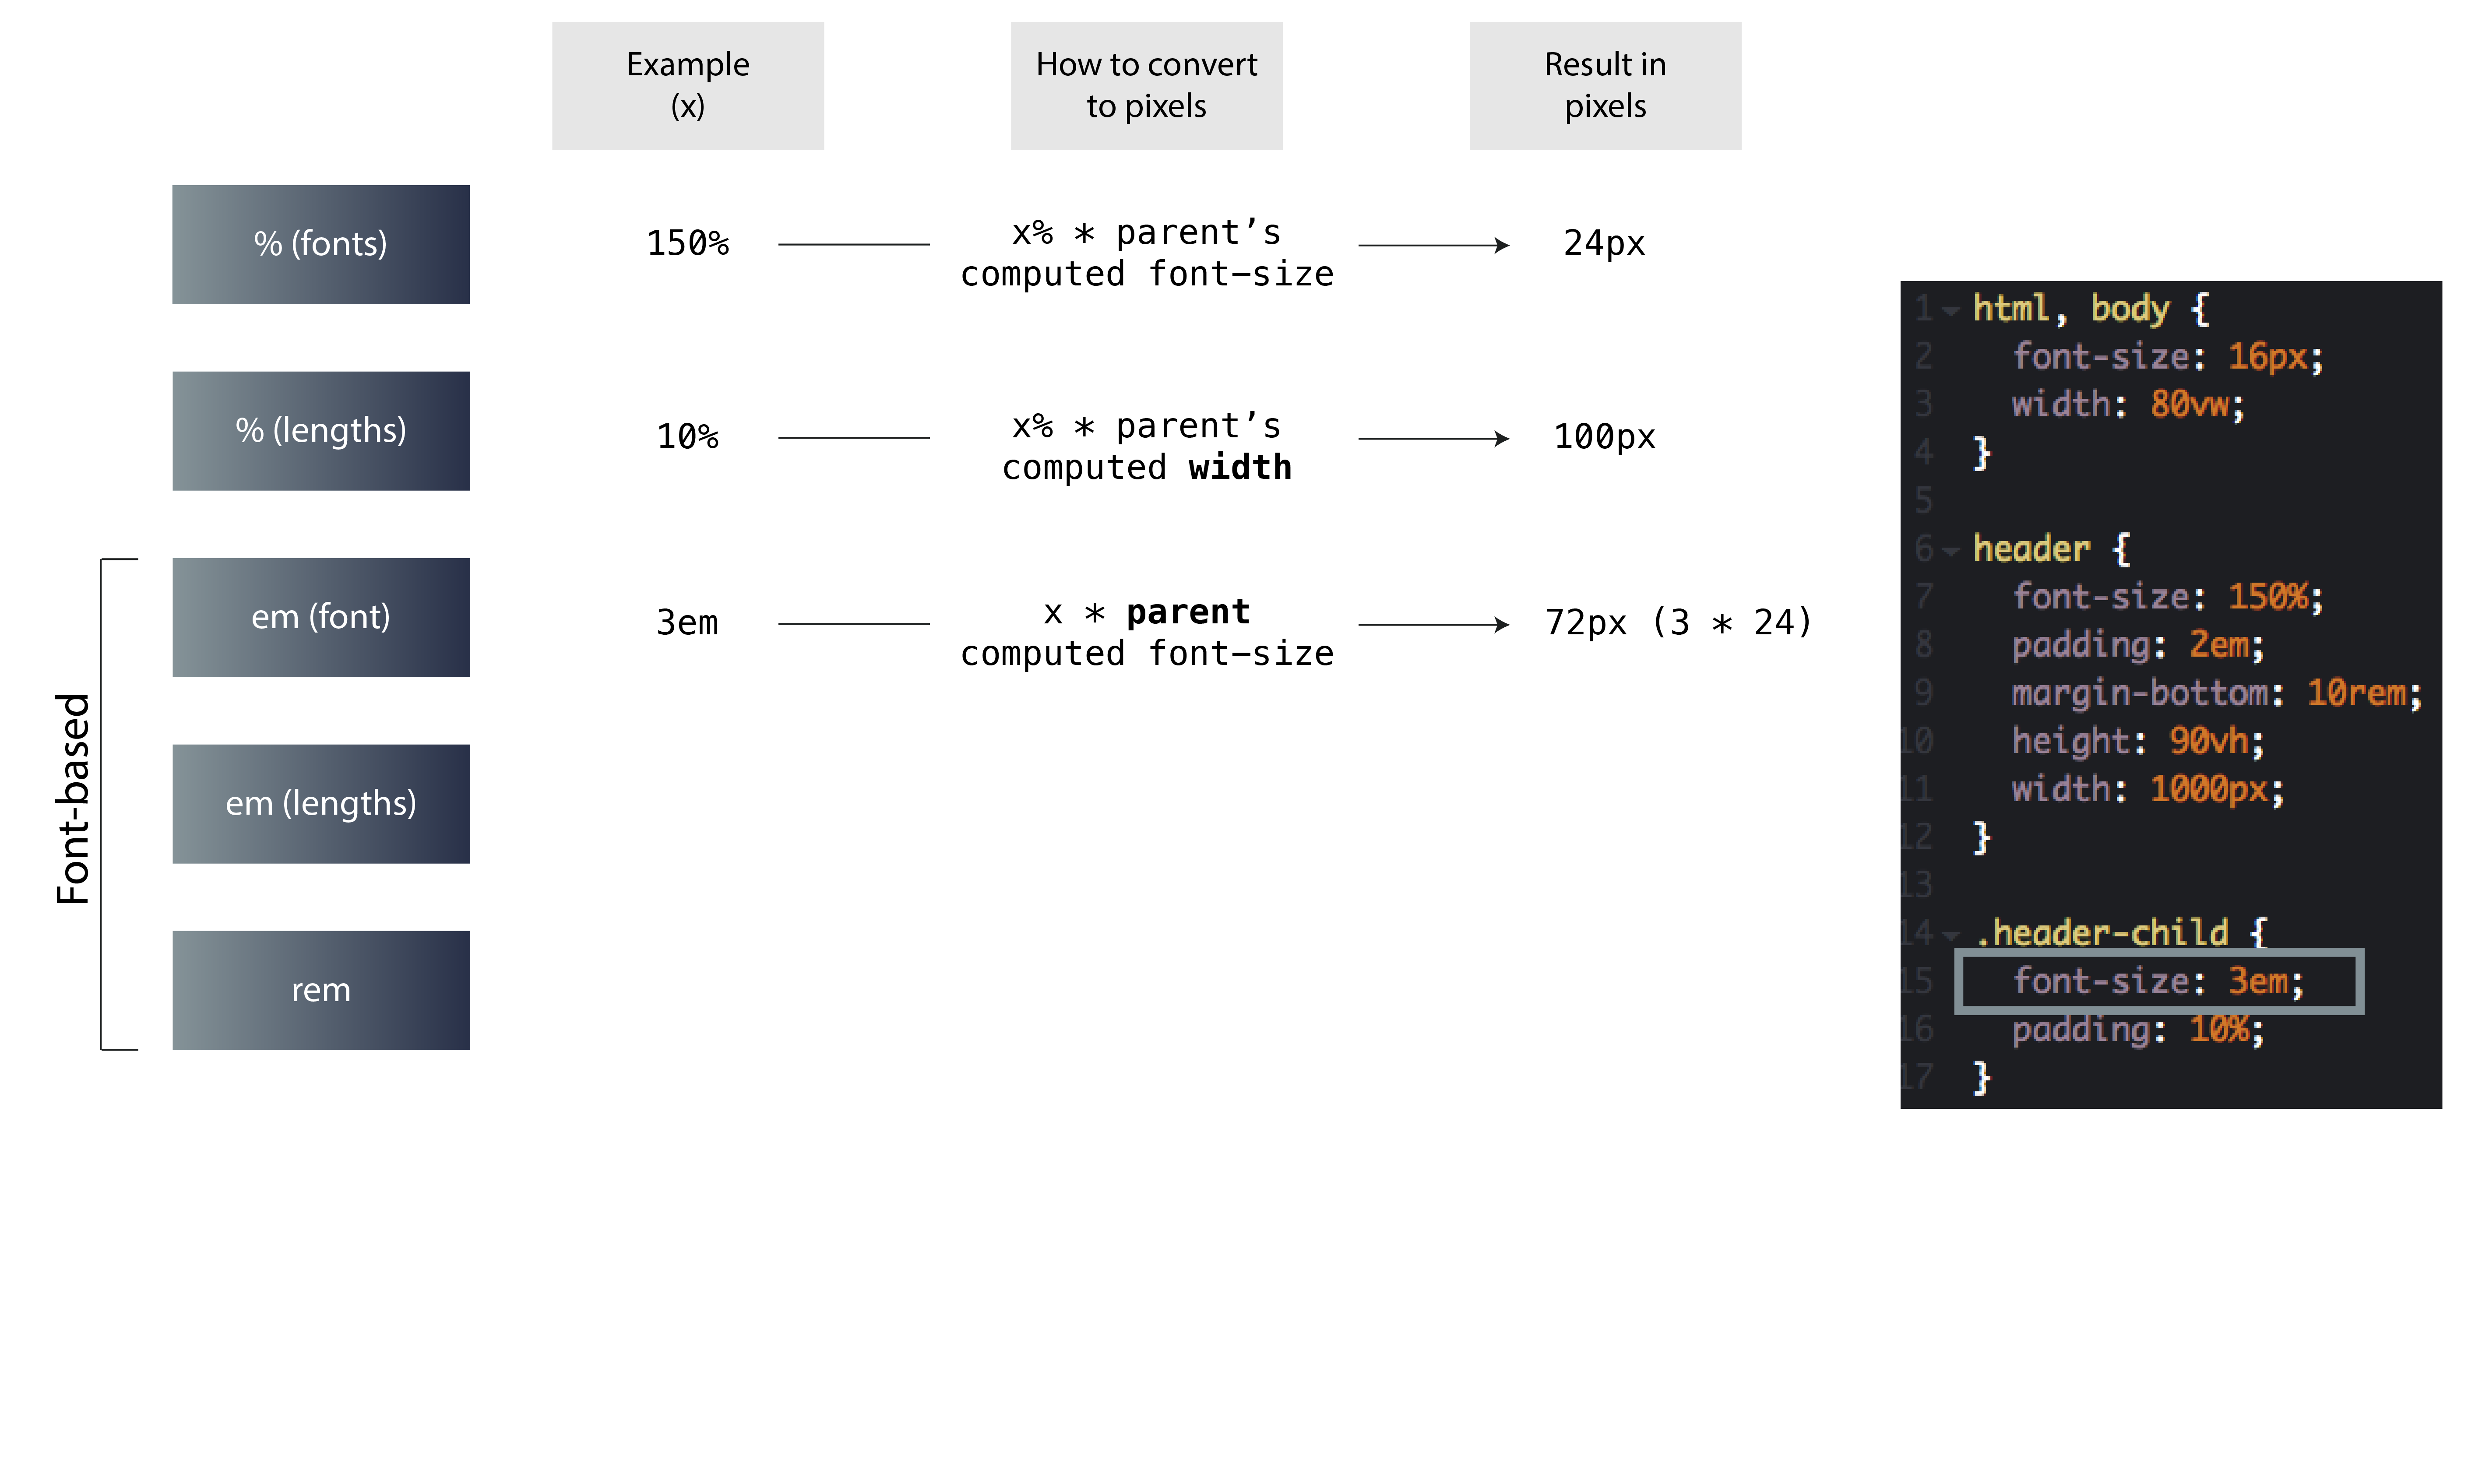 Example
(x)
How to convert
to pixels
Result in
pixels
% (fonts)
150%
x% * parent’s
computed font-size
24px
% (lengths)
10%
x% * parent’s
computed width
100px
Font-based
em (font)
3em
x * parent
computed font-size
72px (3 * 24)
em (lengths)
rem
1 html, body {
2 font-size: 16px;
3 width: 80vw;
4 }
5
6 header {
7 font-size: 150%;
8 padding: 2em;
9 margin-bottom: 10rem;
10 height: 90vh;
11 width: 1000px;
12 }
13
14 .header-child {
15 font-size: 3em;
16 padding: 10%;
17 }